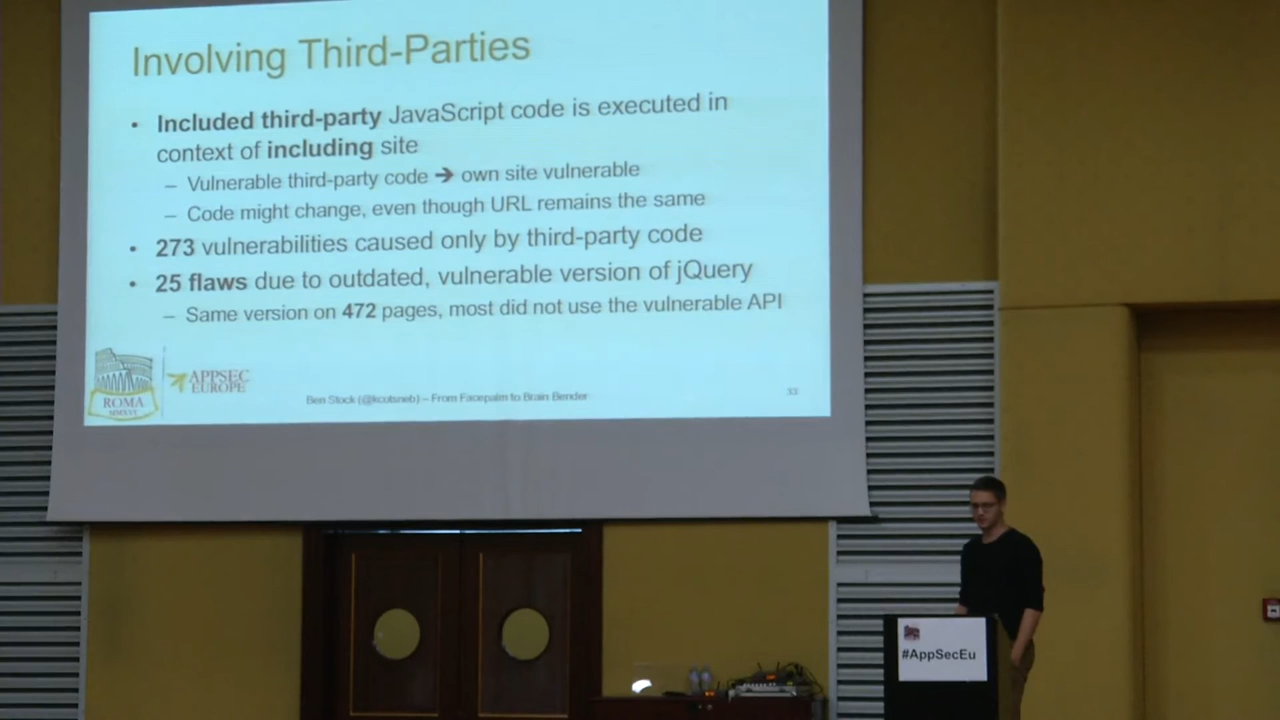 Involving Third-Parties
• Included third-party JavaScript code is executed in
context of including site
– Vulnerable third-party code ➔ own site vulnerable
– Code might change, even though URL remains the same
• 273 vulnerabilities caused only by third-party code
• 25 flaws due to outdated, vulnerable version of jQuery
– Same version on 472 pages, most did not use the vulnerable API
ROMA
MMXVI
APPSEC
EUROPE
Ben Stock (@kcotsneb) – From Facepalm to Brain Bender
33
#AppSecEu